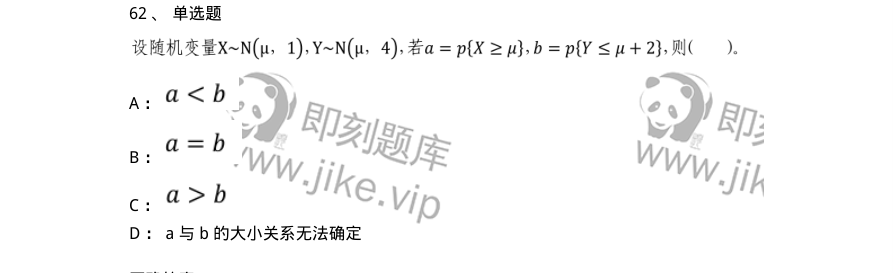 62 、 单选题
设随机变量X~N(μ，1),Y~N(μ，4),若a = p{X ≥ μ}, b = p{Y ≤ μ + 2},则(　　)。
A： a < b
B： a = b
C： a > b
D： a 与 b 的大小关系无法确定
即刻题库
www.jike.vip
即刻
www.jik